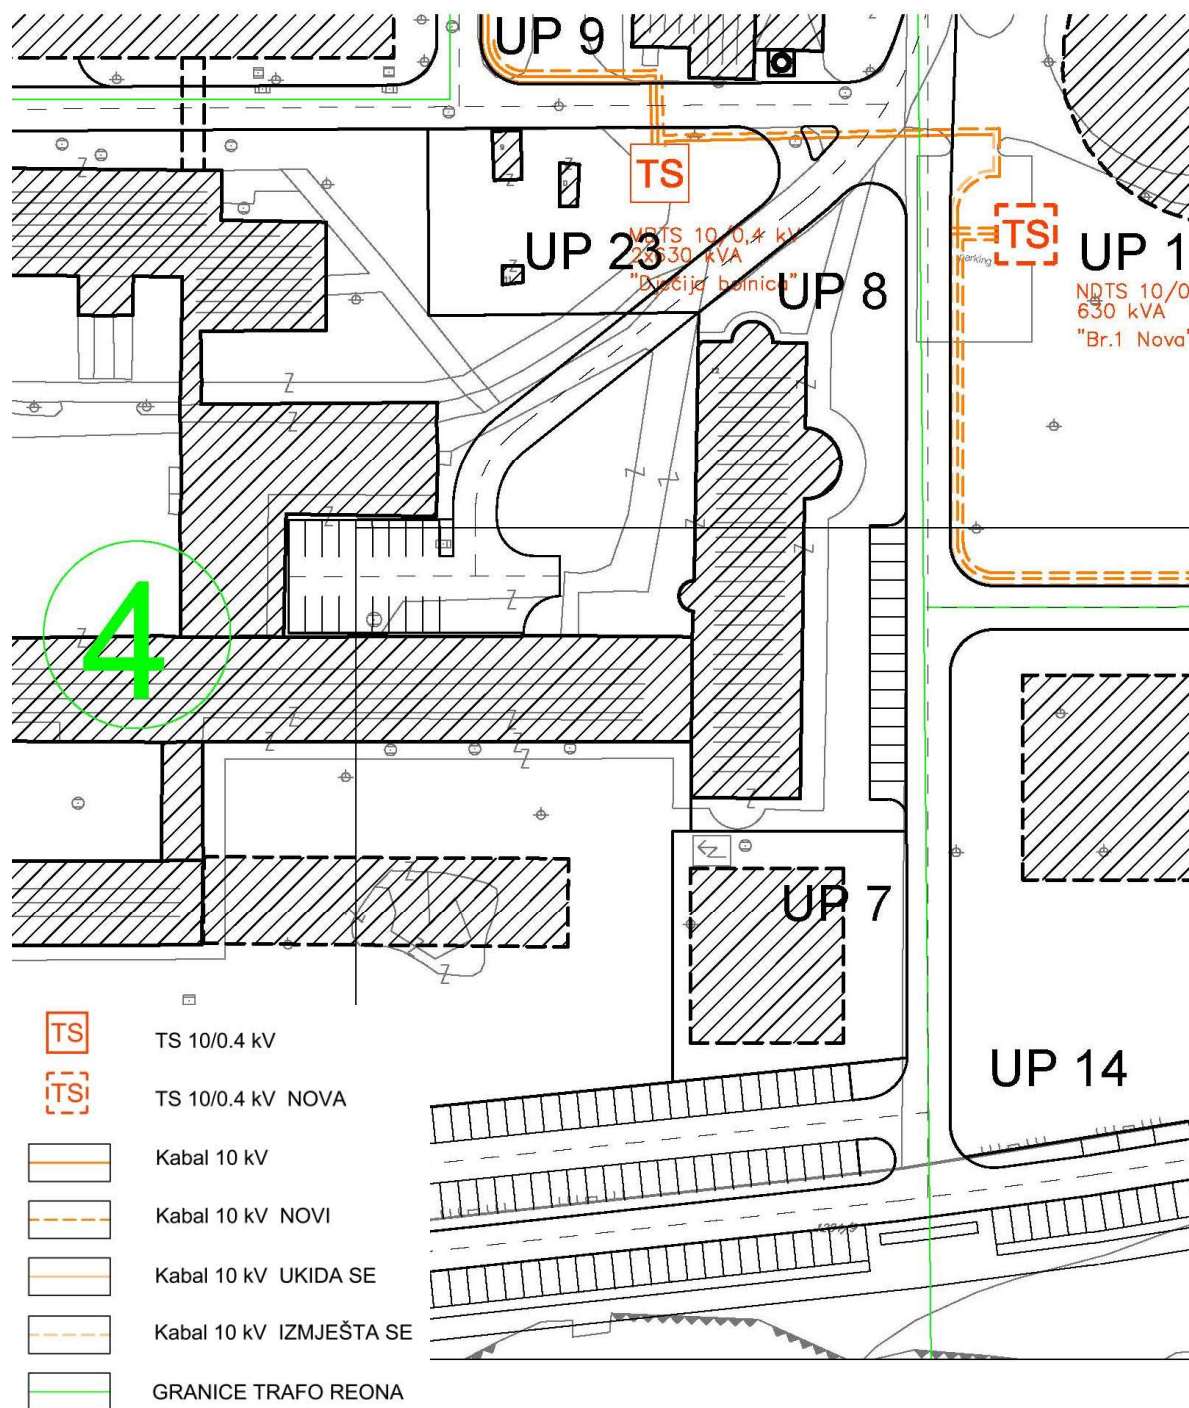 UP 9
TS
UP 23
MBTS 10/0,4 kV
2x630 kVA
"Dječija bolnica"
UP 8
TS
parking
UP 1
NDTS 10/0
630 kVA
"Br.1 Nova"
4
UP 7
UP 14
TS TS 10/0.4 kV
TS TS 10/0.4 kV NOVA
Kabal 10 kV
Kabal 10 kV NOVI
Kabal 10 kV UKIDA SE
Kabal 10 kV IZMJEŠTA SE
GRANICE TRAFO REONA